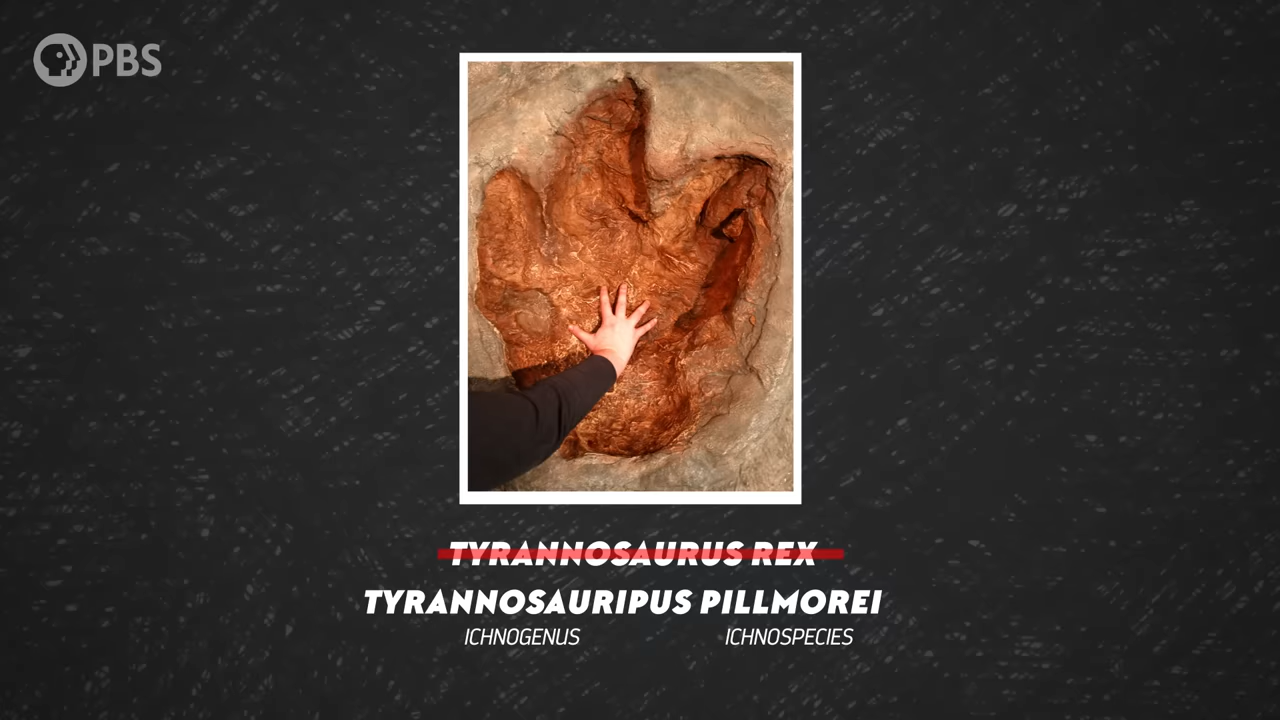 PBS
TYRANNOSAURUS REX
TYRANNOSAURIPUS PILLMOREI
ICHNOGENUS ICHNOSPECIES